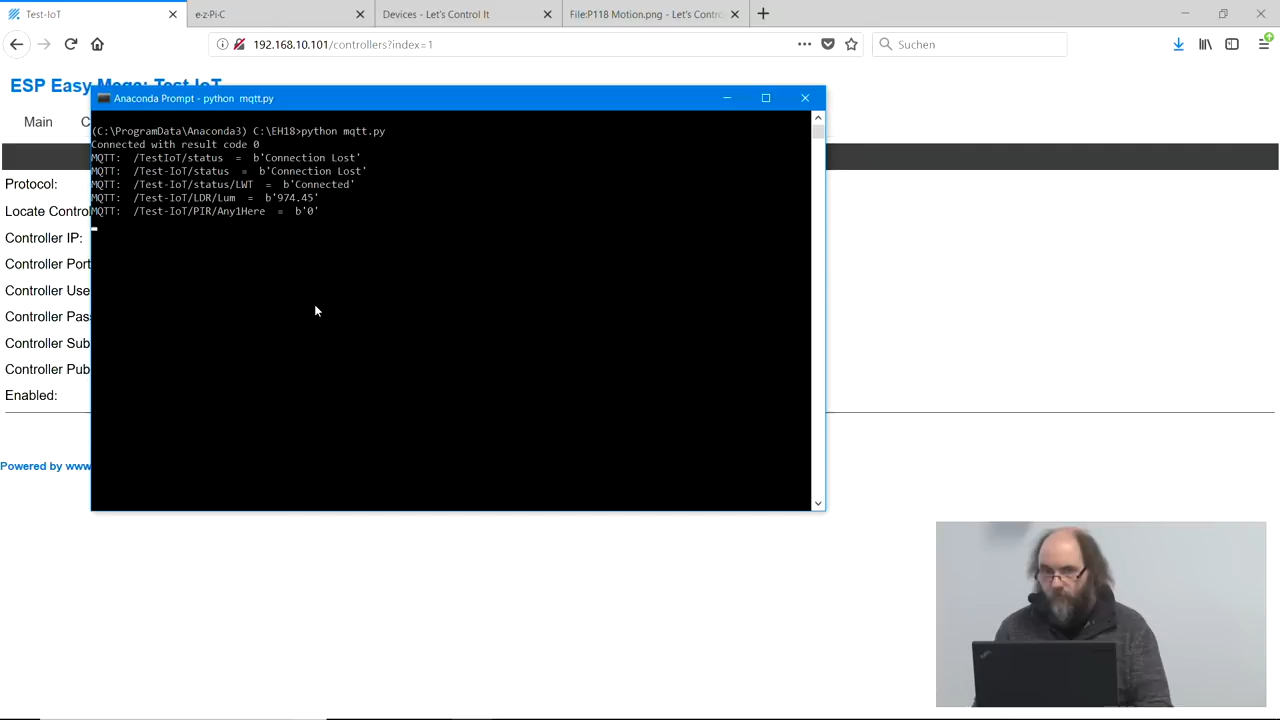 Test-IoT
e-z-Pi-C
Devices - Let's Control It
File:P118 Motion.png - Let's Contro
192.168.10.101/controllers?index=1
Suchen
ESP Easy Mega: Test-IoT
Anaconda Prompt - python mqtt.py
Main
C
(C:\ProgramData\Anaconda3) C:\EH18>python mqtt.py
Connected with result code 0
MQTT: /TestIoT/status = b'Connection Lost'
MQTT: /Test-IoT/status = b'Connection Lost'
MQTT: /Test-IoT/status/LWT = b'Connected'
MQTT: /Test-IoT/LDR/Lum = b'974.45'
MQTT: /Test-IoT/PIR/Any1Here = b'0'
Protocol:
Locate Contro
Controller IP:
Controller Port
Controller Use
Controller Pas
Controller Sub
Controller Pub
Enabled:
Powered by www